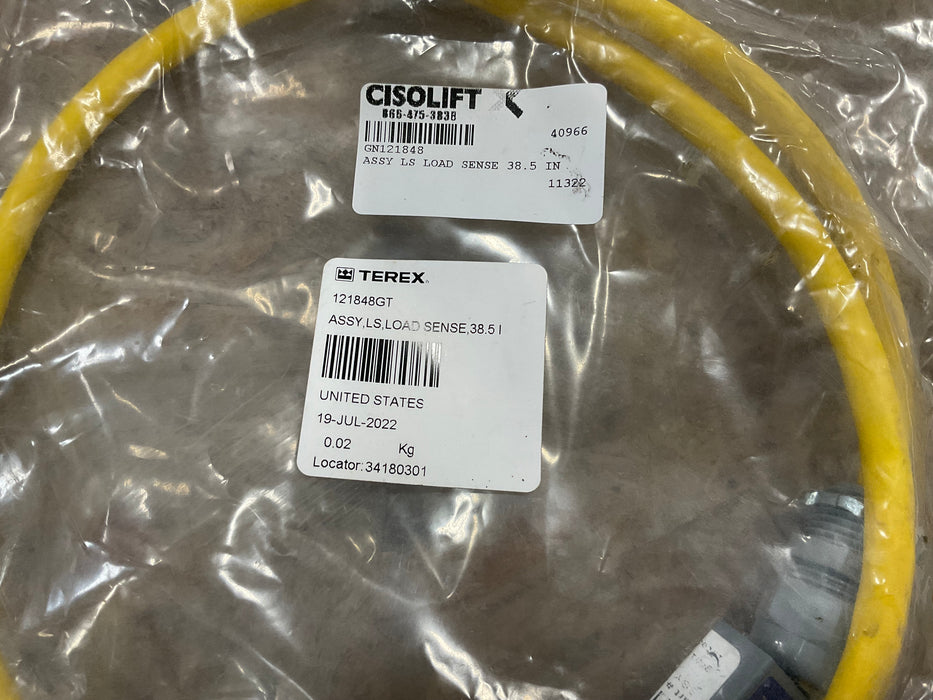 CISOLIFT
866-475-3838
40966
GN121848
ASSY LS LOAD SENSE 38.5 IN
11322
TEREX
121848GT
ASSY,LS,LOAD SENSE,38.5 I
UNITED STATES
19-JUL-2022
0.02 Kg
Locator: 34180301